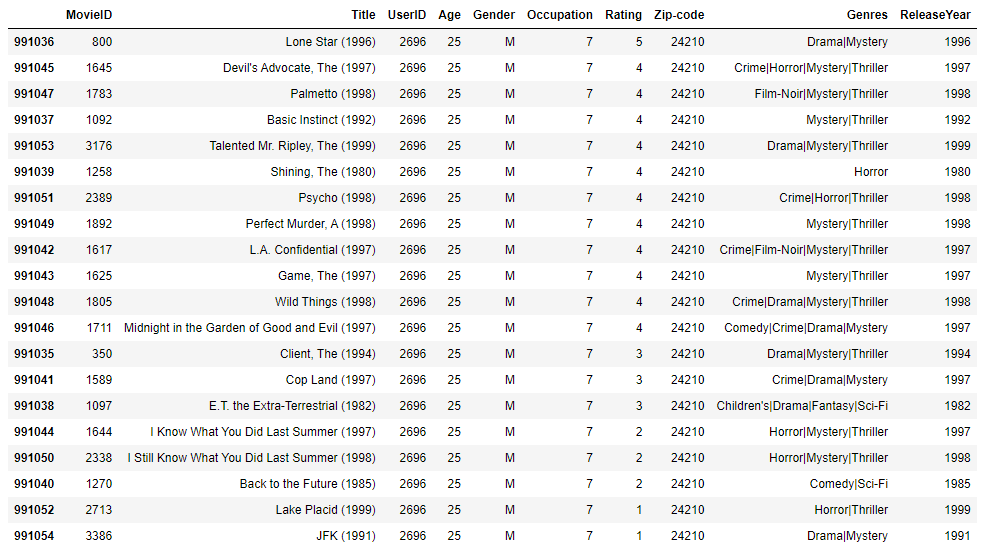 MovieID Title UserID Age Gender Occupation Rating Zip-code Genres ReleaseYear
991036 800 Lone Star (1996) 2696 25 M 7 5 24210 Drama|Mystery 1996
991045 1645 Devil's Advocate, The (1997) 2696 25 M 7 4 24210 Crime|Horror|Mystery|Thriller 1997
991047 1783 Palmetto (1998) 2696 25 M 7 4 24210 Film-Noir|Mystery|Thriller 1998
991037 1092 Basic Instinct (1992) 2696 25 M 7 4 24210 Mystery|Thriller 1992
991053 3176 Talented Mr. Ripley, The (1999) 2696 25 M 7 4 24210 Drama|Mystery|Thriller 1999
991039 1258 Shining, The (1980) 2696 25 M 7 4 24210 Horror 1980
991051 2389 Psycho (1998) 2696 25 M 7 4 24210 Crime|Horror|Thriller 1998
991049 1892 Perfect Murder, A (1998) 2696 25 M 7 4 24210 Mystery|Thriller 1998
991042 1617 L.A. Confidential (1997) 2696 25 M 7 4 24210 Crime|Film-Noir|Mystery|Thriller 1997
991043 1625 Game, The (1997) 2696 25 M 7 4 24210 Mystery|Thriller 1997
991048 1805 Wild Things (1998) 2696 25 M 7 4 24210 Crime|Drama|Mystery|Thriller 1998
991046 1711 Midnight in the Garden of Good and Evil (1997) 2696 25 M 7 4 24210 Comedy|Crime|Drama|Mystery 1997
991035 350 Client, The (1994) 2696 25 M 7 3 24210 Drama|Mystery|Thriller 1994
991041 1589 Cop Land (1997) 2696 25 M 7 3 24210 Crime|Drama|Mystery 1997
991038 1097 E.T. the Extra-Terrestrial (1982) 2696 25 M 7 3 24210 Children's|Drama|Fantasy|Sci-Fi 1982
991044 1644 I Know What You Did Last Summer (1997) 2696 25 M 7 2 24210 Horror|Mystery|Thriller 1997
991050 2338 I Still Know What You Did Last Summer (1998) 2696 25 M 7 2 24210 Horror|Mystery|Thriller 1998
991040 1270 Back to the Future (1985) 2696 25 M 7 2 24210 Comedy|Sci-Fi 1985
991052 2713 Lake Placid (1999) 2696 25 M 7 1 24210 Horror|Thriller 1999
991054 3386 JFK (1991) 2696 25 M 7 1 24210 Drama|Mystery 1991